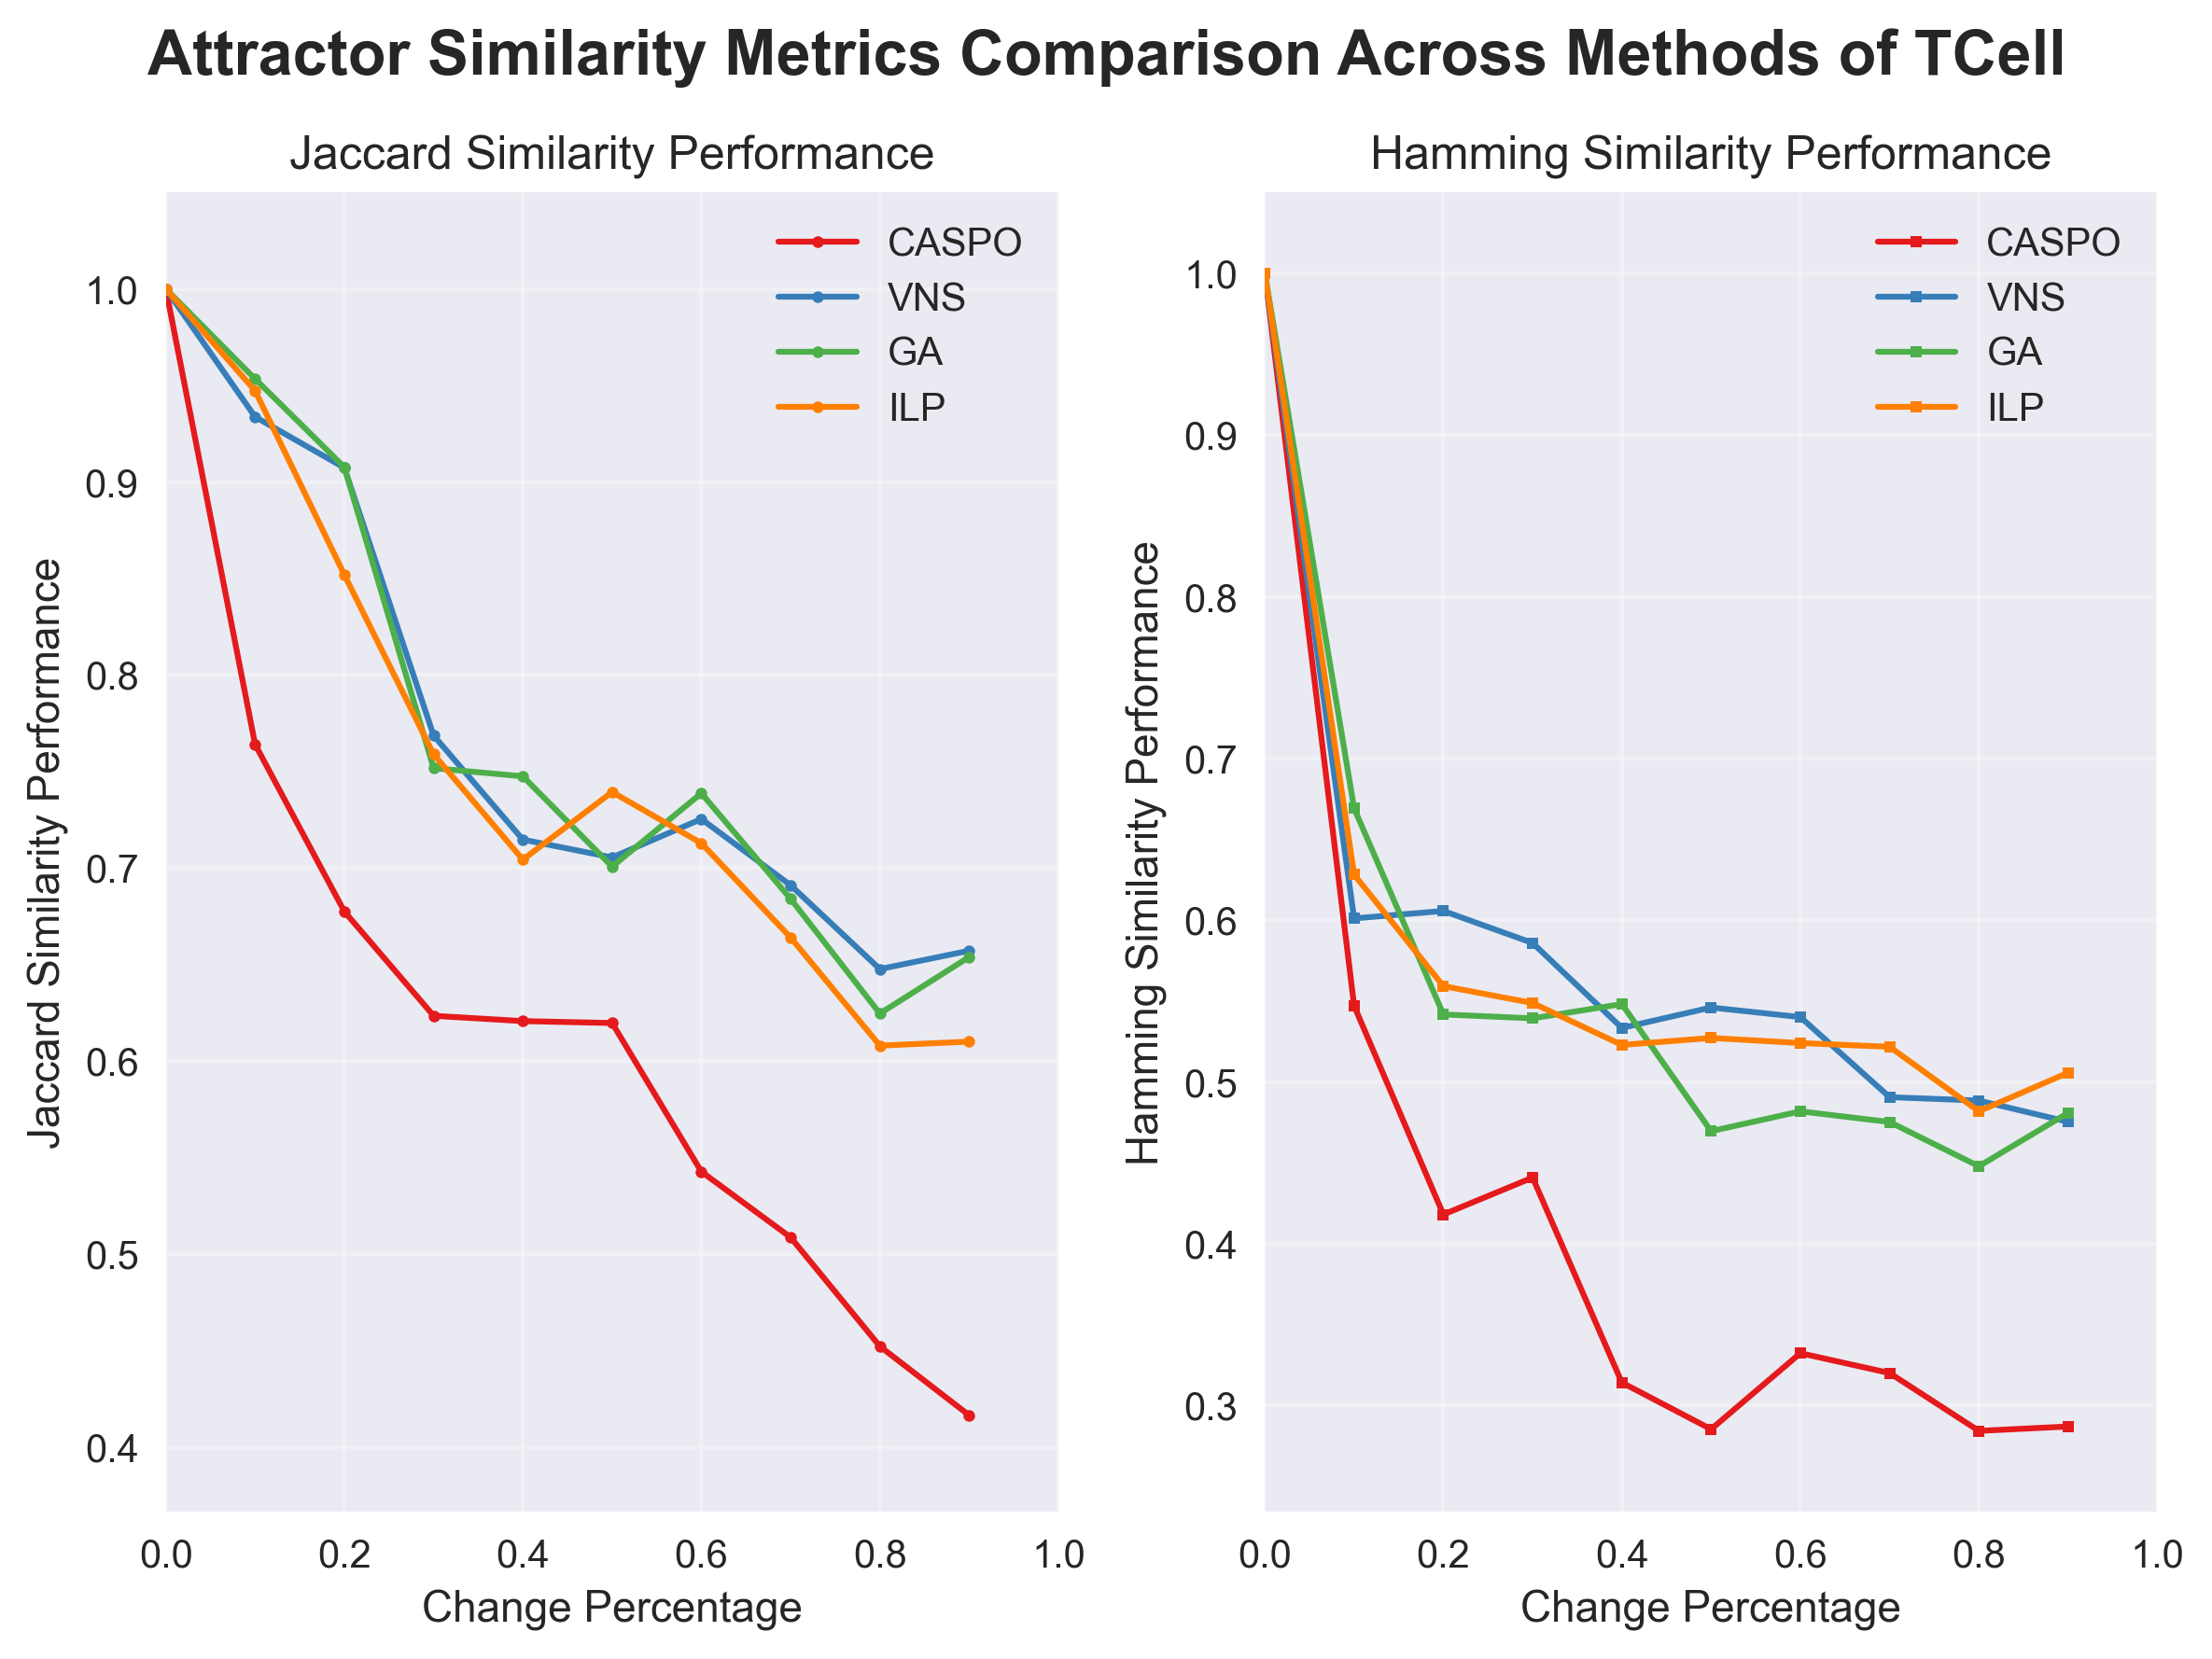 Attractor Similarity Metrics Comparison Across Methods of TCell
Jaccard Similarity Performance
Jaccard Similarity Performance
1.0
0.9
0.8
0.7
0.6
0.5
0.4
CASPO
VNS
GA
ILP
0.0 0.2 0.4 0.6 0.8 1.0
Change Percentage
Hamming Similarity Performance
Hamming Similarity Performance
1.0
0.9
0.8
0.7
0.6
0.5
0.4
0.3
CASPO
VNS
GA
ILP
0.0 0.2 0.4 0.6 0.8 1.0
Change Percentage